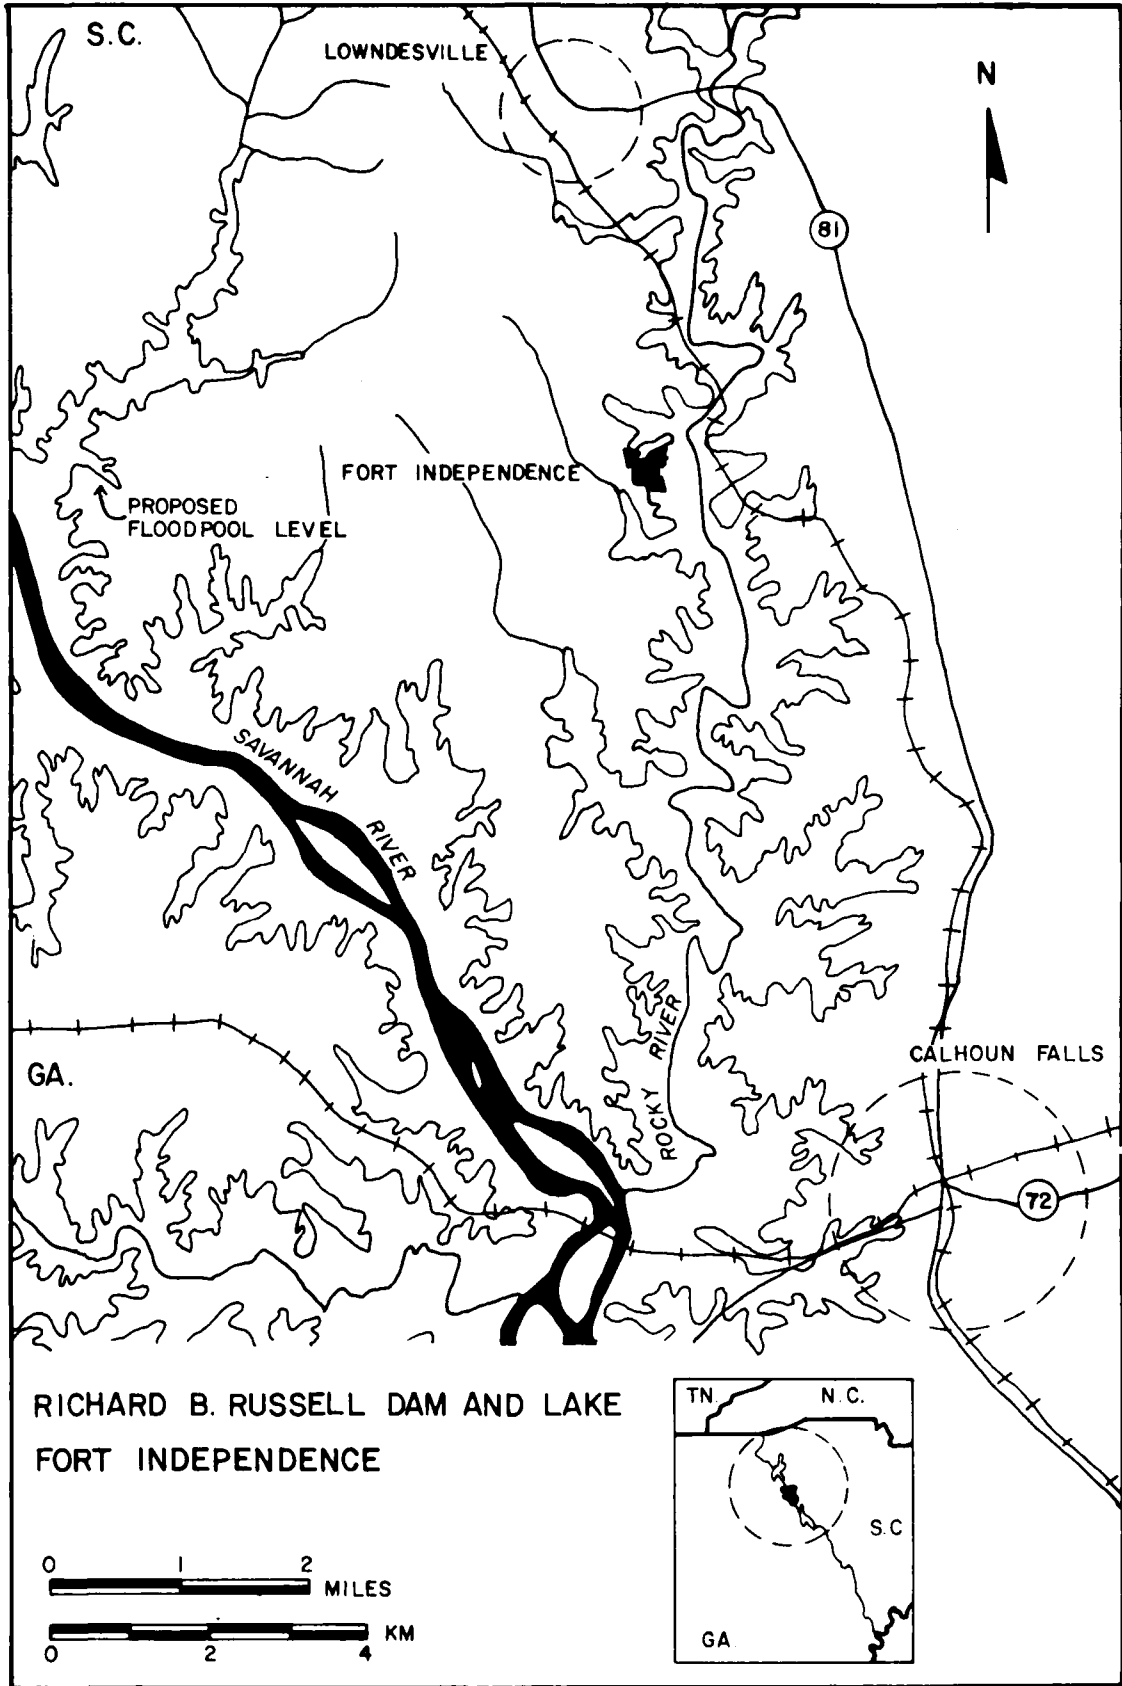 S.C.
LOWNDESVILLE
N
81
FORT INDEPENDENCE
PROPOSED
FLOODPOOL LEVEL
SAVANNAH RIVER
ROCKY RIVER
CALHOUN FALLS
GA.
72
RICHARD B. RUSSELL DAM AND LAKE
FORT INDEPENDENCE
TN.
N.C.
S.C
GA
0 1 2
MILES
KM
0 2 4